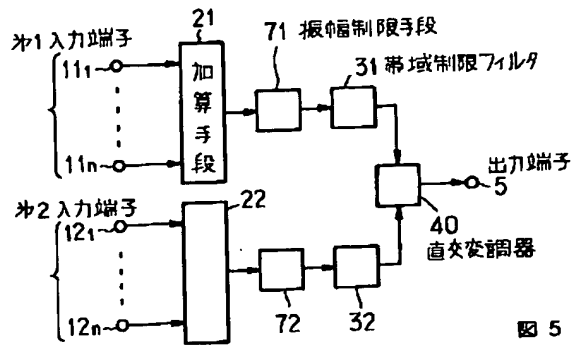 21
71 振幅制限手段
31 帯域制限フィルタ
第1入力端子
11₁
11n
加算手段
出力端子
5
40
直交変調器
第2入力端子
22
12₁
12n
72
32
図 5